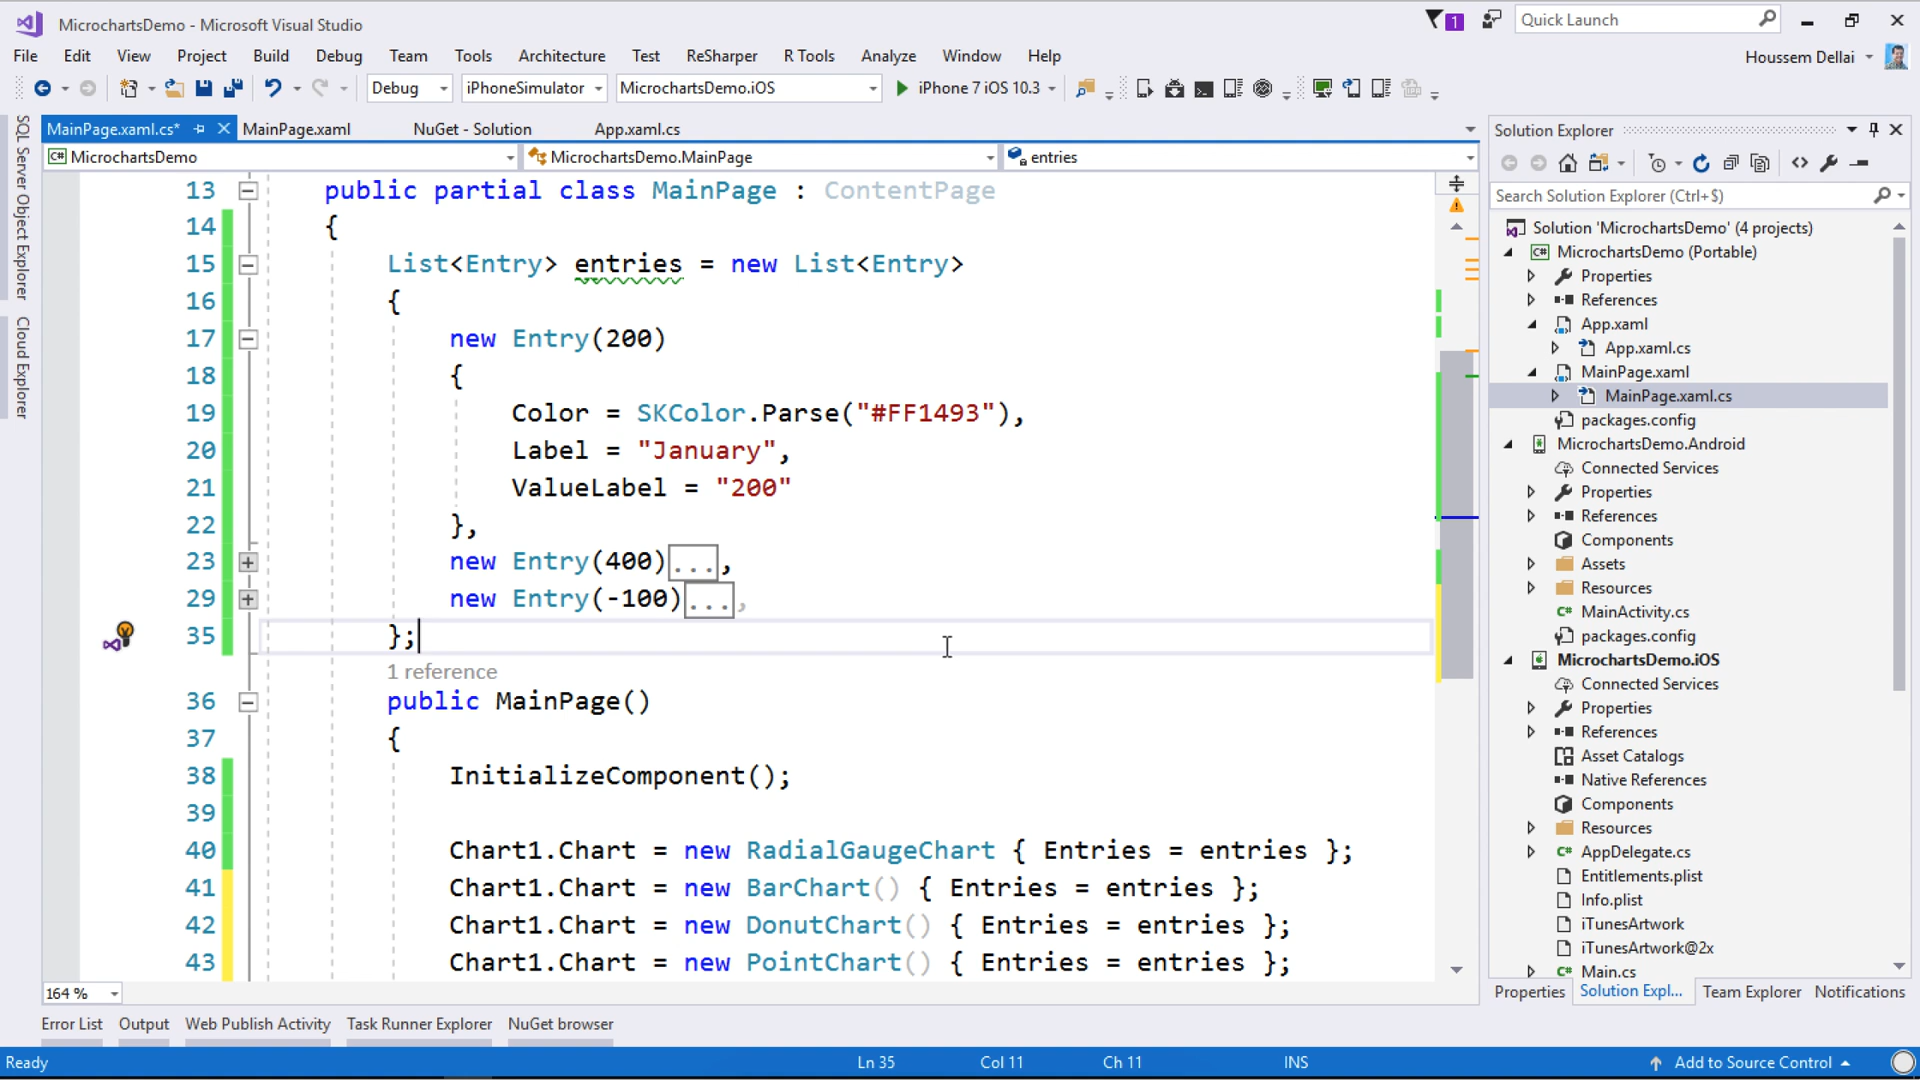 MicrochartsDemo - Microsoft Visual Studio
1
Quick Launch
File Edit View Project Build Debug Team Tools Architecture Test ReSharper R Tools Analyze Window Help
Houssem Dellai
Debug iPhoneSimulator MicrochartsDemo.iOS iPhone 7 iOS 10.3
SQL Server Object Explorer
Cloud Explorer
MainPage.xaml.cs* MainPage.xaml NuGet - Solution App.xaml.cs
C# MicrochartsDemo MicrochartsDemo.MainPage entries
13 public partial class MainPage : ContentPage
14 {
15 List<Entry> entries = new List<Entry>
16 {
17 new Entry(200)
18 {
19 Color = SKColor.Parse("#FF1493"),
20 Label = "January",
21 ValueLabel = "200"
22 },
23 new Entry(400)...,
29 new Entry(-100)...,
35 };
1 reference
36 public MainPage()
37 {
38 InitializeComponent();
39
40 Chart1.Chart = new RadialGaugeChart { Entries = entries };
41 Chart1.Chart = new BarChart() { Entries = entries };
42 Chart1.Chart = new DonutChart() { Entries = entries };
43 Chart1.Chart = new PointChart() { Entries = entries };
164 %
Solution Explorer
Search Solution Explorer (Ctrl+$)
Solution 'MicrochartsDemo' (4 projects)
C# MicrochartsDemo (Portable)
Properties
References
App.xaml
App.xaml.cs
MainPage.xaml
MainPage.xaml.cs
packages.config
MicrochartsDemo.Android
Connected Services
Properties
References
Components
Assets
Resources
C# MainActivity.cs
packages.config
MicrochartsDemo.iOS
Connected Services
Properties
References
Asset Catalogs
Native References
Components
Resources
C# AppDelegate.cs
Entitlements.plist
Info.plist
iTunesArtwork
iTunesArtwork@2x
C# Main.cs
Properties Solution Expl... Team Explorer Notifications
Error List Output Web Publish Activity Task Runner Explorer NuGet browser
Ready Ln 35 Col 11 Ch 11 INS Add to Source Control